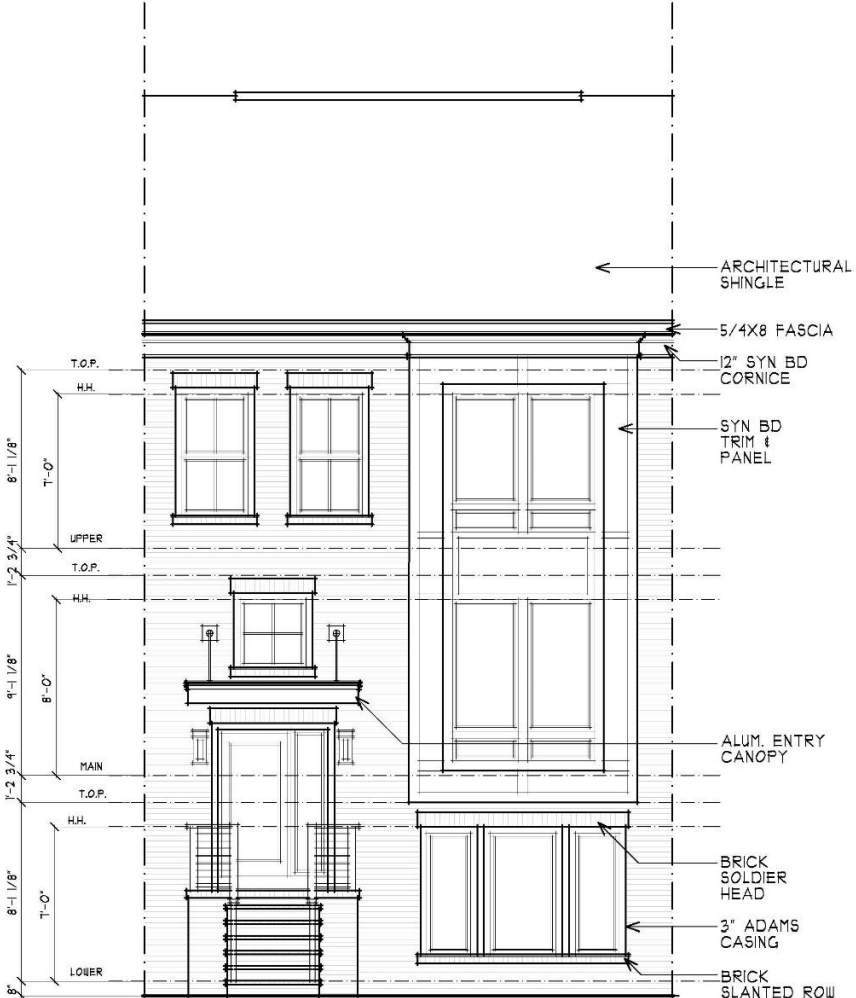 ARCHITECTURAL
SHINGLE
5/4X8 FASCIA
12" SYN BD
CORNICE
SYN BD
TRIM &
PANEL
ALUM. ENTRY
CANOPY
BRICK
SOLDIER
HEAD
3" ADAMS
CASING
BRICK
SLANTED ROW
T.O.P.
H.H.
8'-1 1/8"
7'-0"
UPPER
1'-2 3/4"
T.O.P.
H.H.
9'-1 1/8"
8'-0"
MAIN
1'-2 3/4"
T.O.P.
H.H.
8'-1 1/8"
7'-0"
LOWER
8"